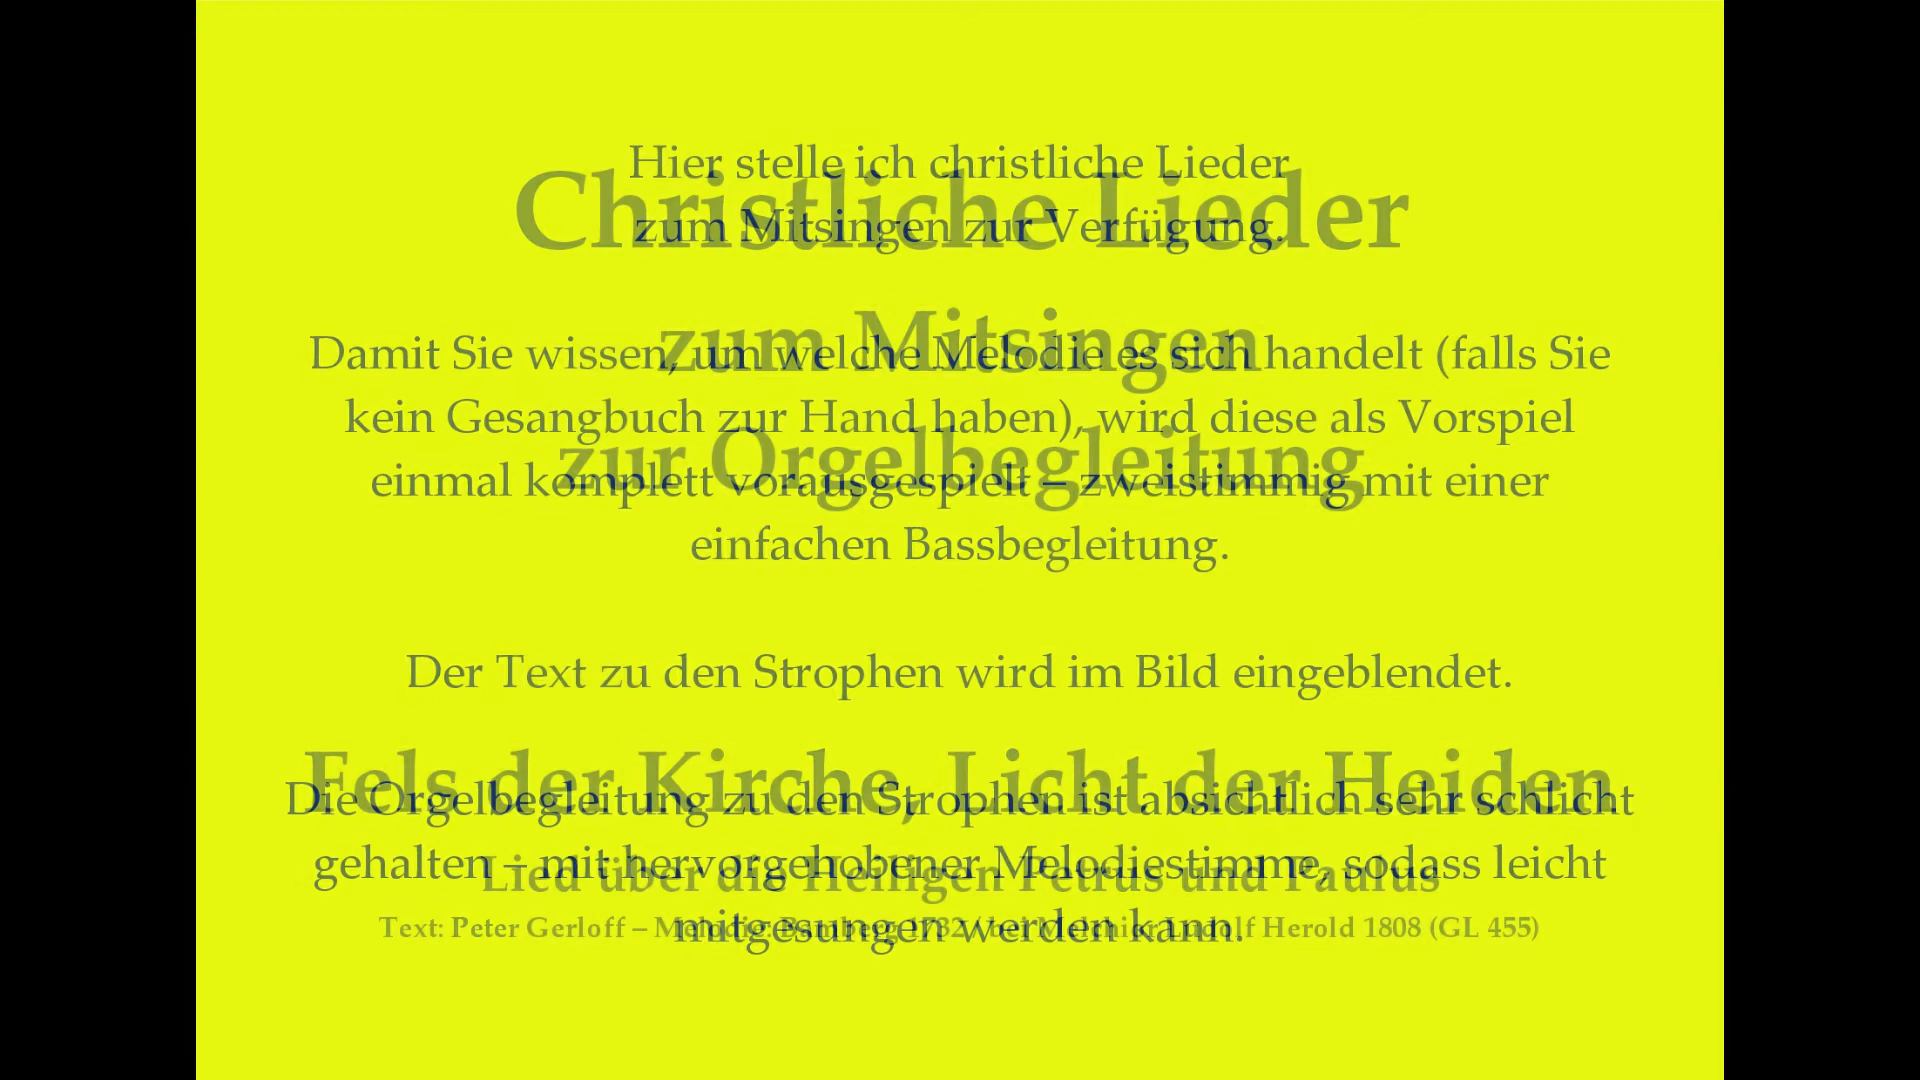 Christliche Lieder
zum Mitsingen
zur Orgelbegleitung
Fels der Kirche, Licht der Heiden
Lied über die Heiligen Petrus und Paulus
Text: Peter Gerloff – Melodie: Bamberg 1732 / bei Melchior Ludolf Herold 1808 (GL 455)
Hier stelle ich christliche Lieder
zum Mitsingen zur Verfügung.
Damit Sie wissen, um welche Melodie es sich handelt (falls Sie
kein Gesangbuch zur Hand haben), wird diese als Vorspiel
einmal komplett vorausgespielt – zweistimmig mit einer
einfachen Bassbegleitung.
Der Text zu den Strophen wird im Bild eingeblendet.
Die Orgelbegleitung zu den Strophen ist absichtlich sehr schlicht
gehalten – mit hervorgehobener Melodiestimme, sodass leicht
mitgesungen werden kann.